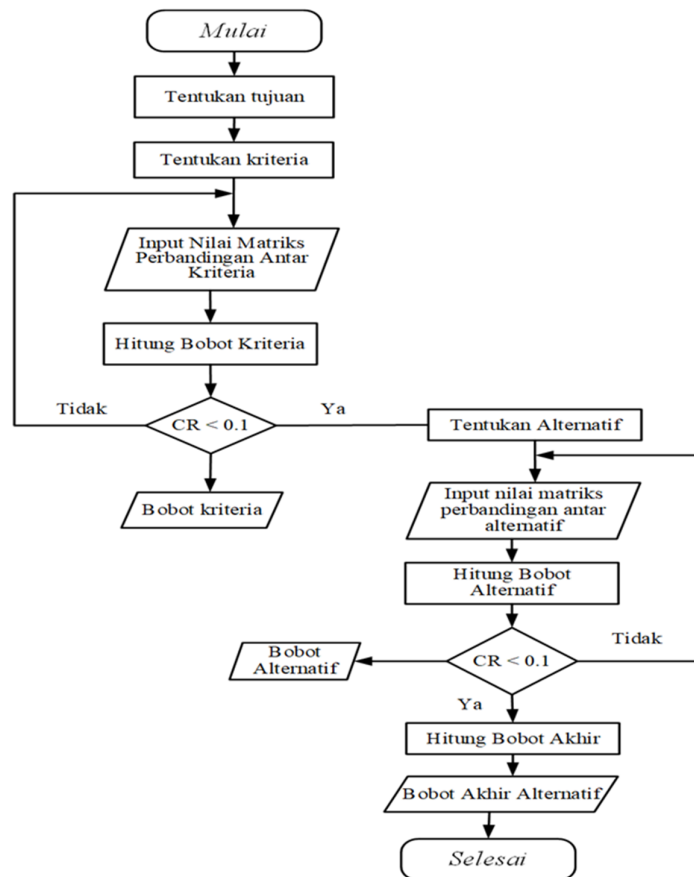 Mulai
Tentukan tujuan
Tentukan kriteria
Input Nilai Matriks
Perbandingan Antar
Kriteria
Hitung Bobot Kriteria
Tidak
CR < 0.1
Ya
Bobot kriteria
Tentukan Alternatif
Input nilai matriks
perbandingan antar
alternatif
Hitung Bobot
Alternatif
Bobot
Alternatif
CR < 0.1
Tidak
Ya
Hitung Bobot Akhir
Bobot Akhir Alternatif
Selesai